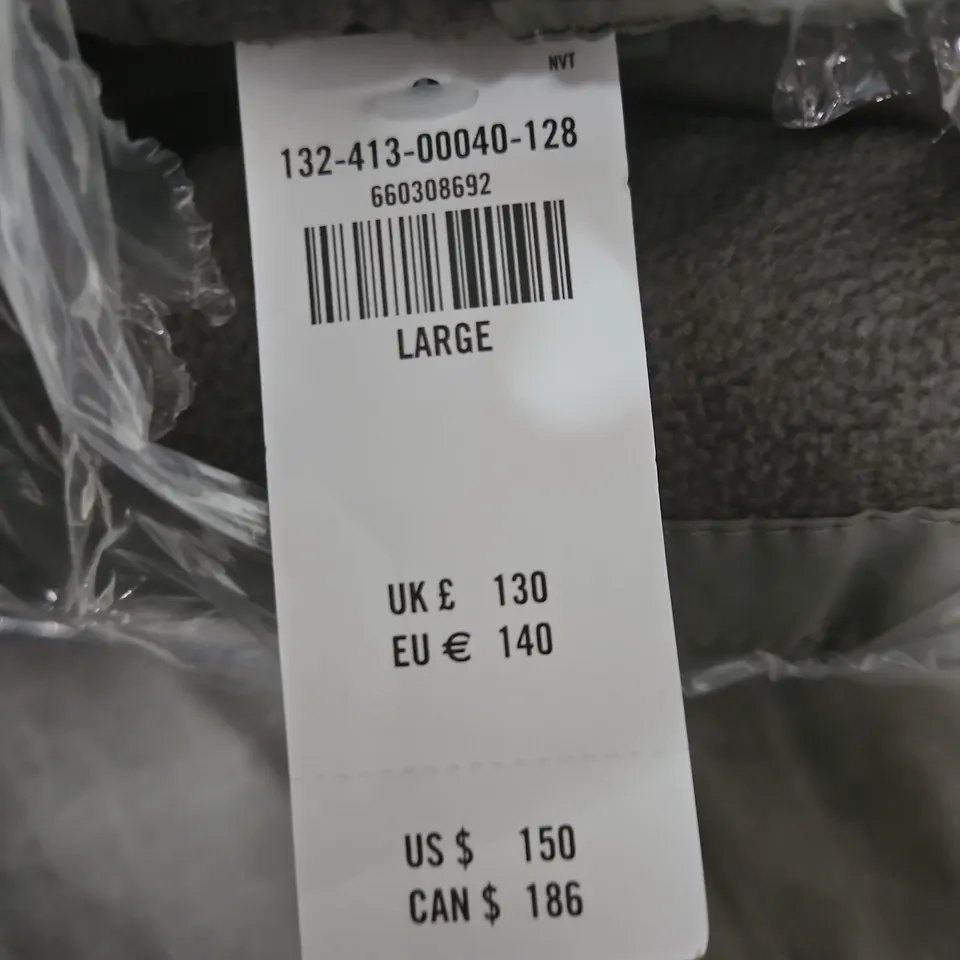 NVT
132-413-00040-128
660308692
LARGE
UK £ 130
EU € 140
US $ 150
CAN $ 186